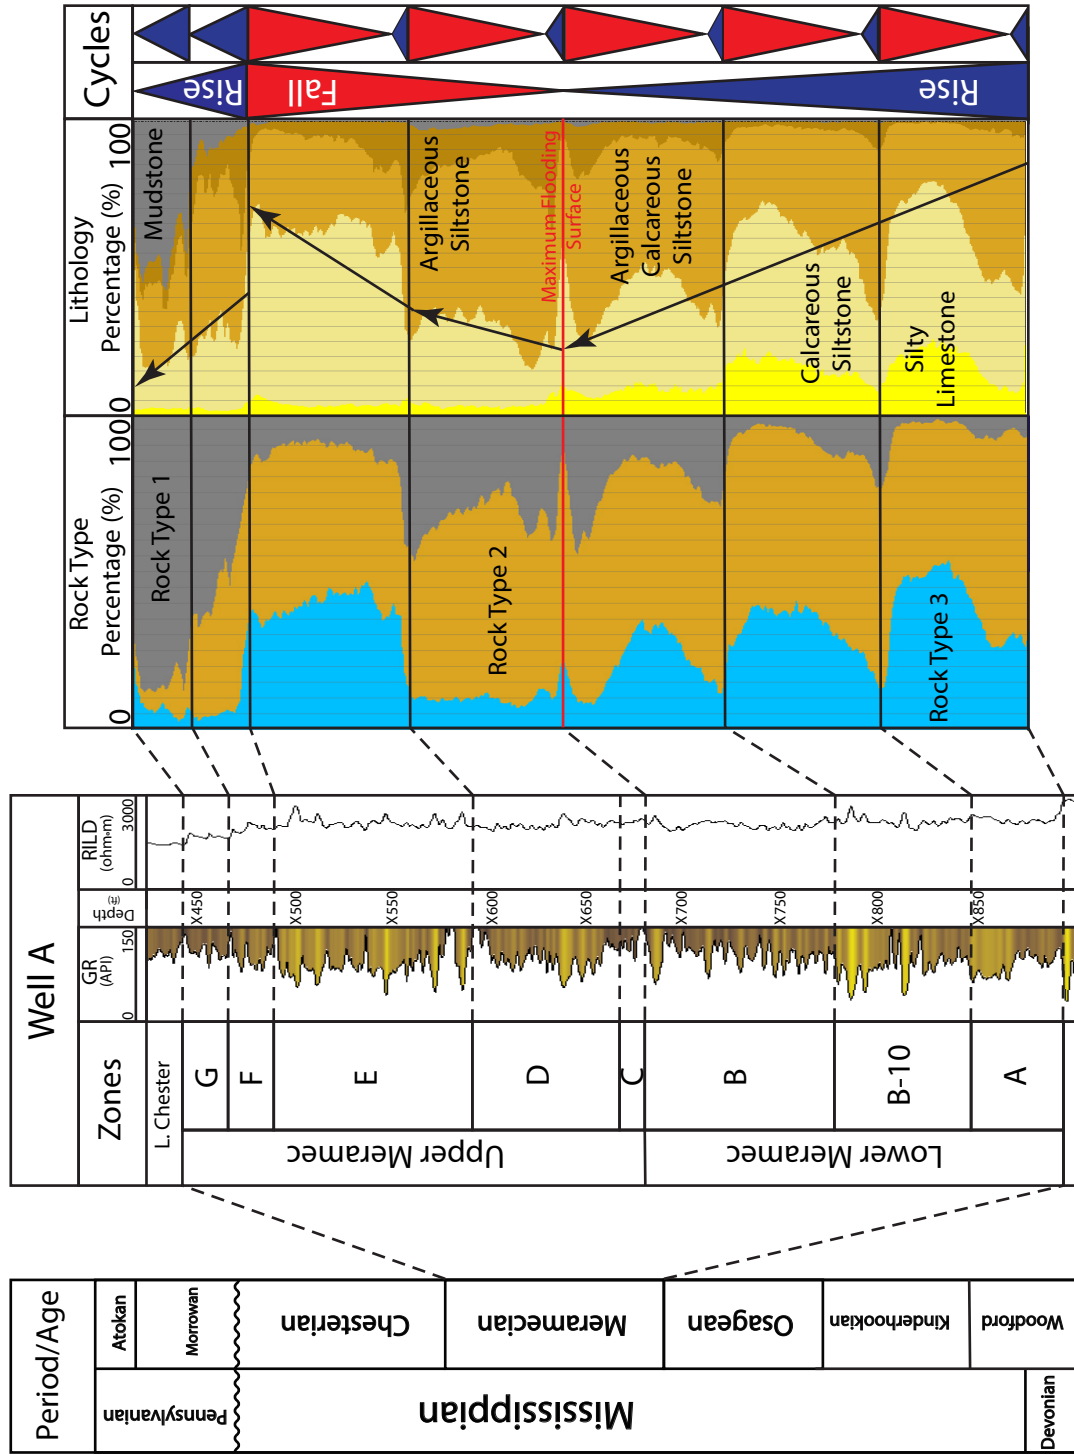 Period/Age
Pennsylvanian
Mississippian
Devonian
Atokan
Morrowan
Chesterian
Meramecian
Osagean
Kinderhookian
Woodford
Well A
Zones
GR
(API)
0
150
Depth
(ft)
RILD
(ohm•m)
0
3000
L. Chester
G
F
E
D
C
B
B-10
A
Upper Meramec
Lower Meramec
X450
X500
X550
X600
X650
X700
X750
X800
X850
Rock Type
Percentage (%)
0
100
Rock Type 1
Rock Type 2
Rock Type 3
Lithology
Percentage (%)
0
100
Mudstone
Argillaceous
Siltstone
Maximum Flooding
Surface
Argillaceous
Calcareous
Siltstone
Calcareous
Siltstone
Silty
Limestone
Cycles
Rise
Fall
Rise